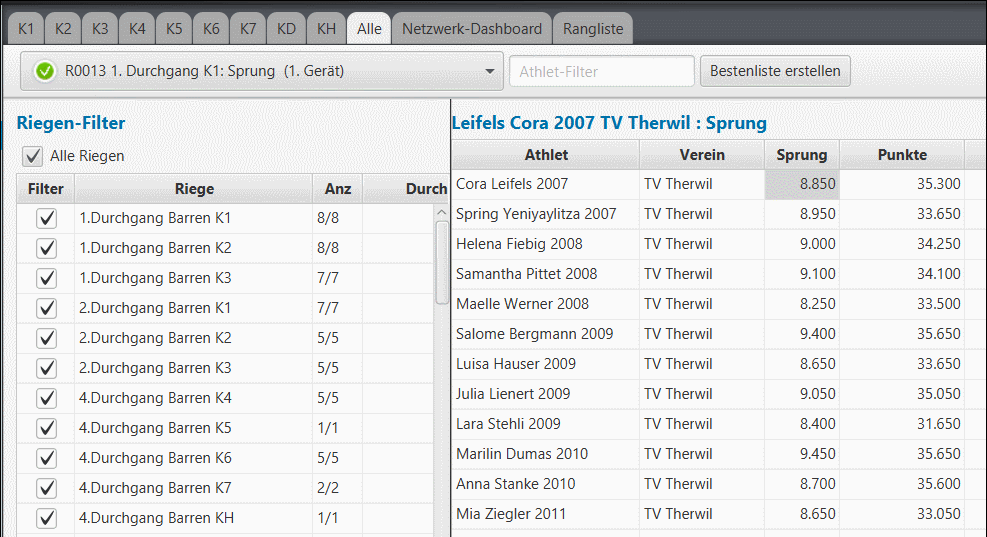 K1 K2 K3 K4 K5 K6 K7 KD KH Alle Netzwerk-Dashboard Rangliste
R0013 1. Durchgang K1: Sprung (1. Gerät) Athlet-Filter Bestenliste erstellen
Riegen-Filter
Alle Riegen
Filter Riege Anz Durch
1.Durchgang Barren K1 8/8
1.Durchgang Barren K2 8/8
1.Durchgang Barren K3 7/7
2.Durchgang Barren K1 7/7
2.Durchgang Barren K2 5/5
2.Durchgang Barren K3 5/5
4.Durchgang Barren K4 5/5
4.Durchgang Barren K5 1/1
4.Durchgang Barren K6 5/5
4.Durchgang Barren K7 2/2
4.Durchgang Barren KH 1/1
Leifels Cora 2007 TV Therwil : Sprung
Athlet Verein Sprung Punkte
Cora Leifels 2007 TV Therwil 8.850 35.300
Spring Yeniyaylitza 2007 TV Therwil 8.950 33.650
Helena Fiebig 2008 TV Therwil 9.000 34.250
Samantha Pittet 2008 TV Therwil 9.100 34.100
Maelle Werner 2008 TV Therwil 8.250 33.500
Salome Bergmann 2009 TV Therwil 9.400 35.650
Luisa Hauser 2009 TV Therwil 8.650 33.650
Julia Lienert 2009 TV Therwil 9.050 35.050
Lara Stehli 2009 TV Therwil 8.400 31.650
Marilin Dumas 2010 TV Therwil 9.450 35.650
Anna Stanke 2010 TV Therwil 8.700 35.600
Mia Ziegler 2011 TV Therwil 8.650 33.050